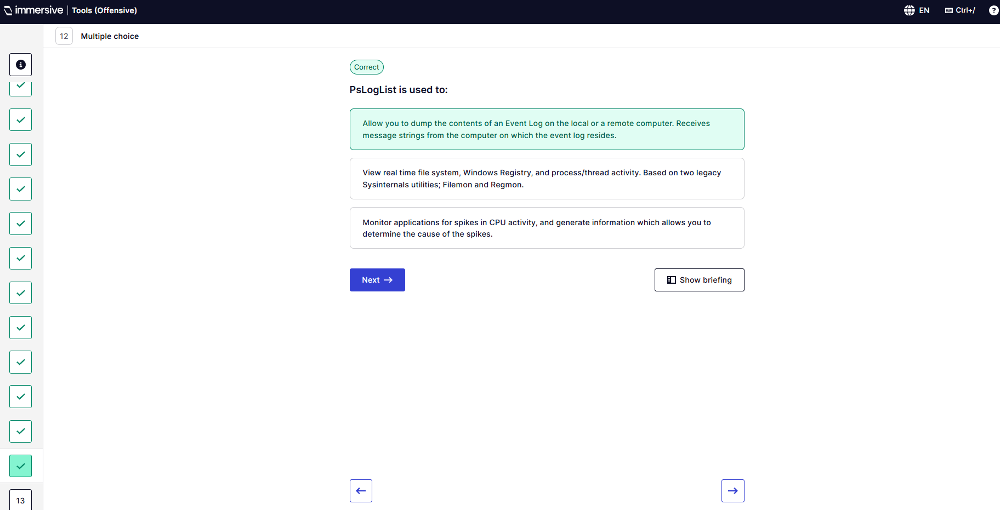 immersive Tools (Offensive) EN Ctrl+/ ?
12 Multiple choice
Correct
PsLogList is used to:
Allow you to dump the contents of an Event Log on the local or a remote computer. Receives
message strings from the computer on which the event log resides.
View real time file system, Windows Registry, and process/thread activity. Based on two legacy
Sysinternals utilities; Filemon and Regmon.
Monitor applications for spikes in CPU activity, and generate information which allows you to
determine the cause of the spikes.
Next → Show briefing
13